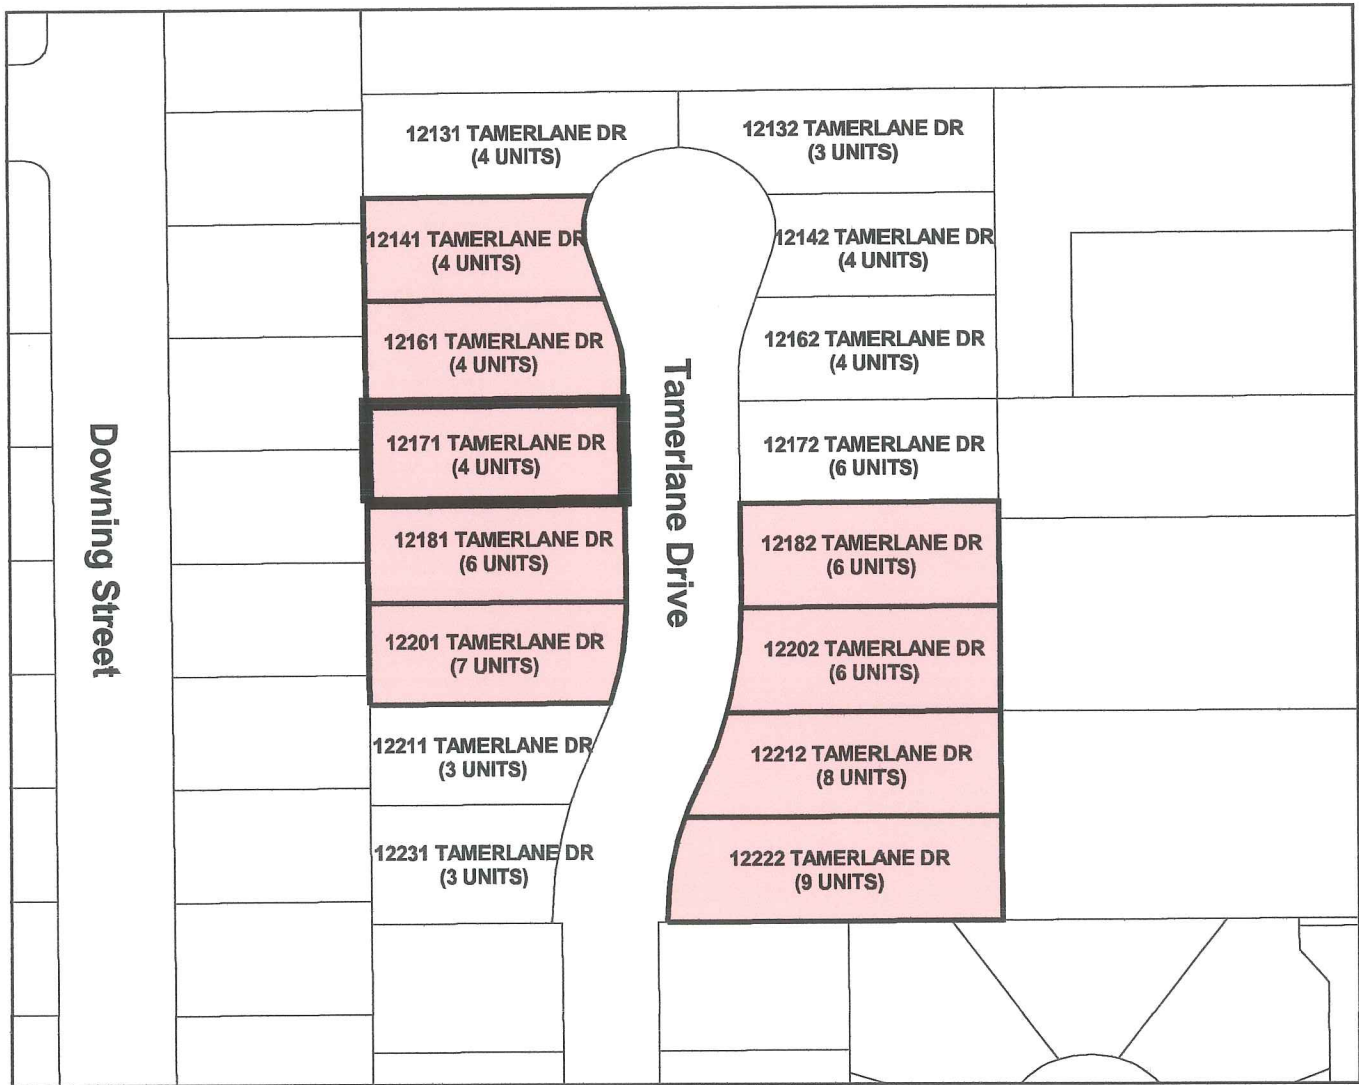 12131 TAMERLANE DR
(4 UNITS)
12132 TAMERLANE DR
(3 UNITS)
12141 TAMERLANE DR
(4 UNITS)
12142 TAMERLANE DR
(4 UNITS)
12161 TAMERLANE DR
(4 UNITS)
12162 TAMERLANE DR
(4 UNITS)
12171 TAMERLANE DR
(4 UNITS)
12172 TAMERLANE DR
(6 UNITS)
12181 TAMERLANE DR
(6 UNITS)
12182 TAMERLANE DR
(6 UNITS)
12201 TAMERLANE DR
(7 UNITS)
12202 TAMERLANE DR
(6 UNITS)
12211 TAMERLANE DR
(3 UNITS)
12212 TAMERLANE DR
(8 UNITS)
12231 TAMERLANE DR
(3 UNITS)
12222 TAMERLANE DR
(9 UNITS)
Tamerlane Drive
Downing Street